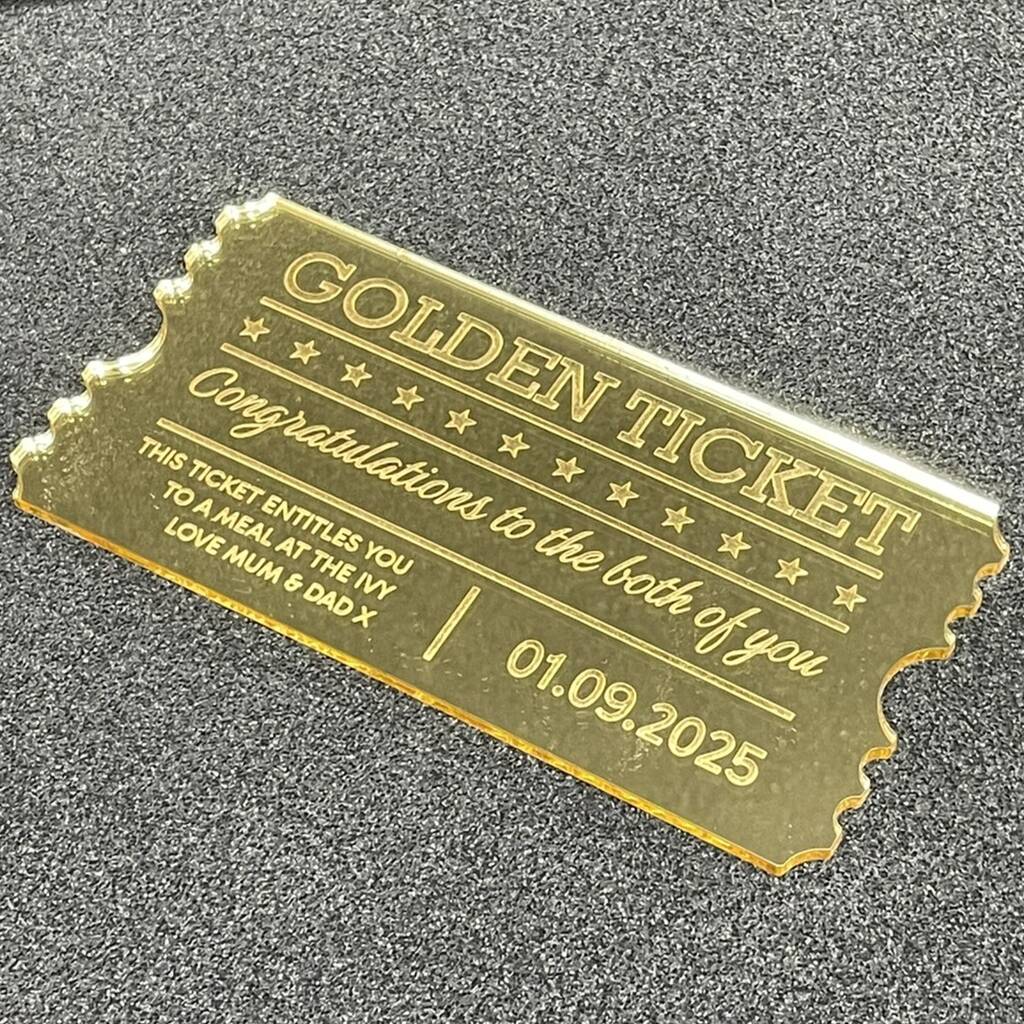 GOLDEN TICKET
Congratulations to the both of you
THIS TICKET ENTITLES YOU
TO A MEAL AT THE IVY
LOVE MUM & DAD X
01.09.2025